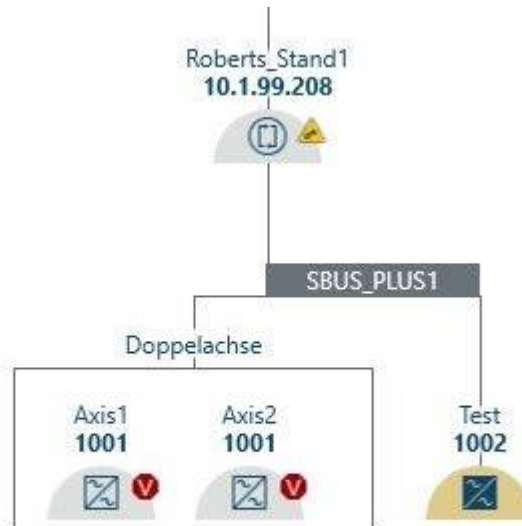 Roberts_Stand1
10.1.99.208
SBUS_PLUS1
Doppelachse
Axis1
1001
V
Axis2
1001
V
Test
1002